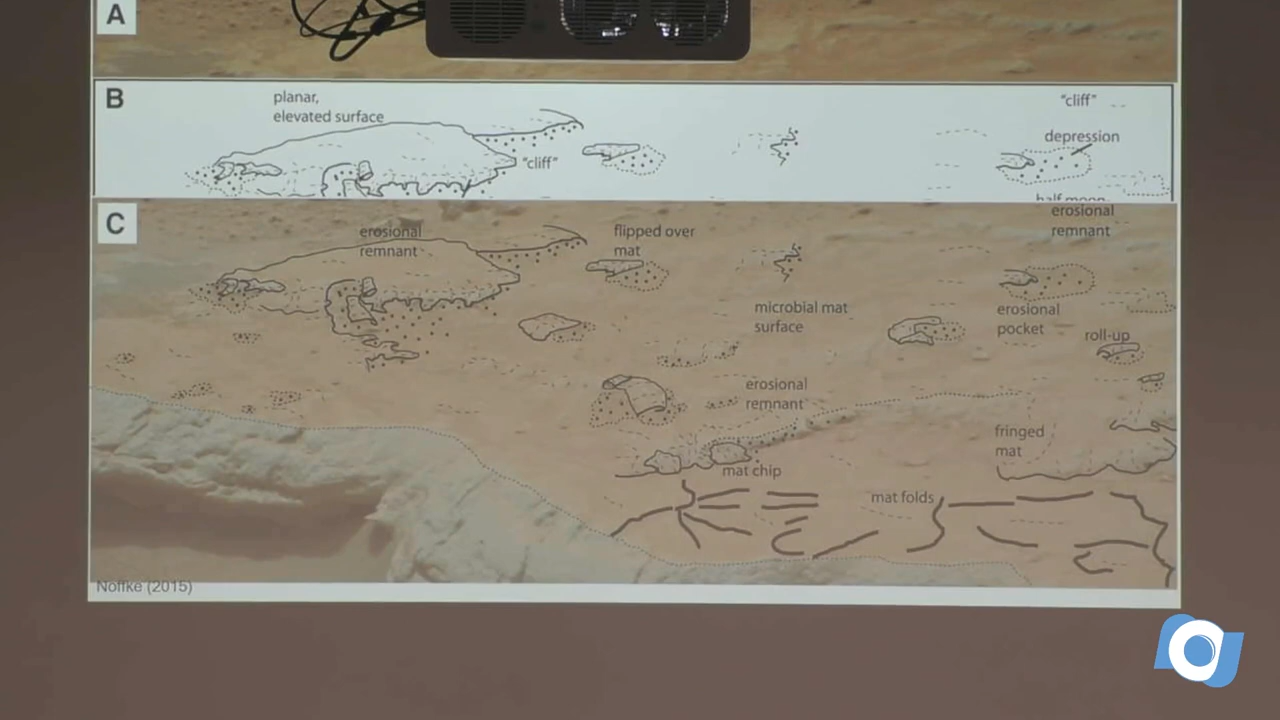 A
B
planar,
elevated surface
"cliff"
"cliff"
depression
half moon
C
erosional
remnant
flipped over
mat
erosional
remnant
microbial mat
surface
erosional
pocket
roll-up
erosional
remnant
fringed
mat
mat chip
mat folds
Noffke (2015)